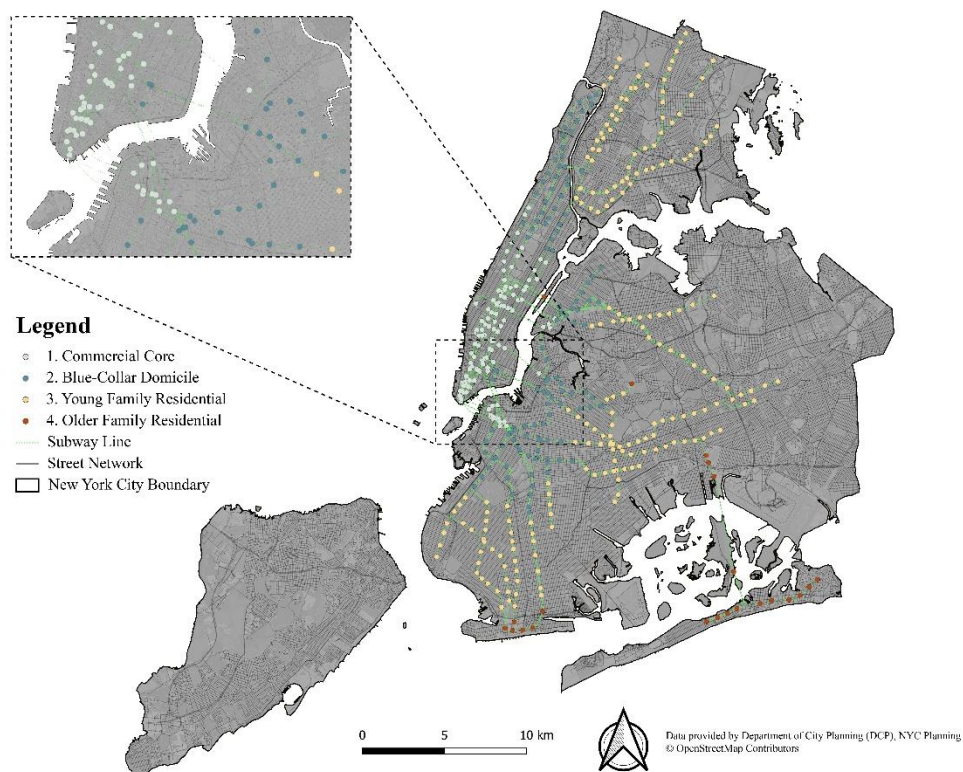 Legend
1. Commercial Core
2. Blue-Collar Domicile
3. Young Family Residential
4. Older Family Residential
Subway Line
Street Network
New York City Boundary
0 5 10 km
Data provided by Department of City Planning (DCP), NYC Planning
© OpenStreetMap Contributors